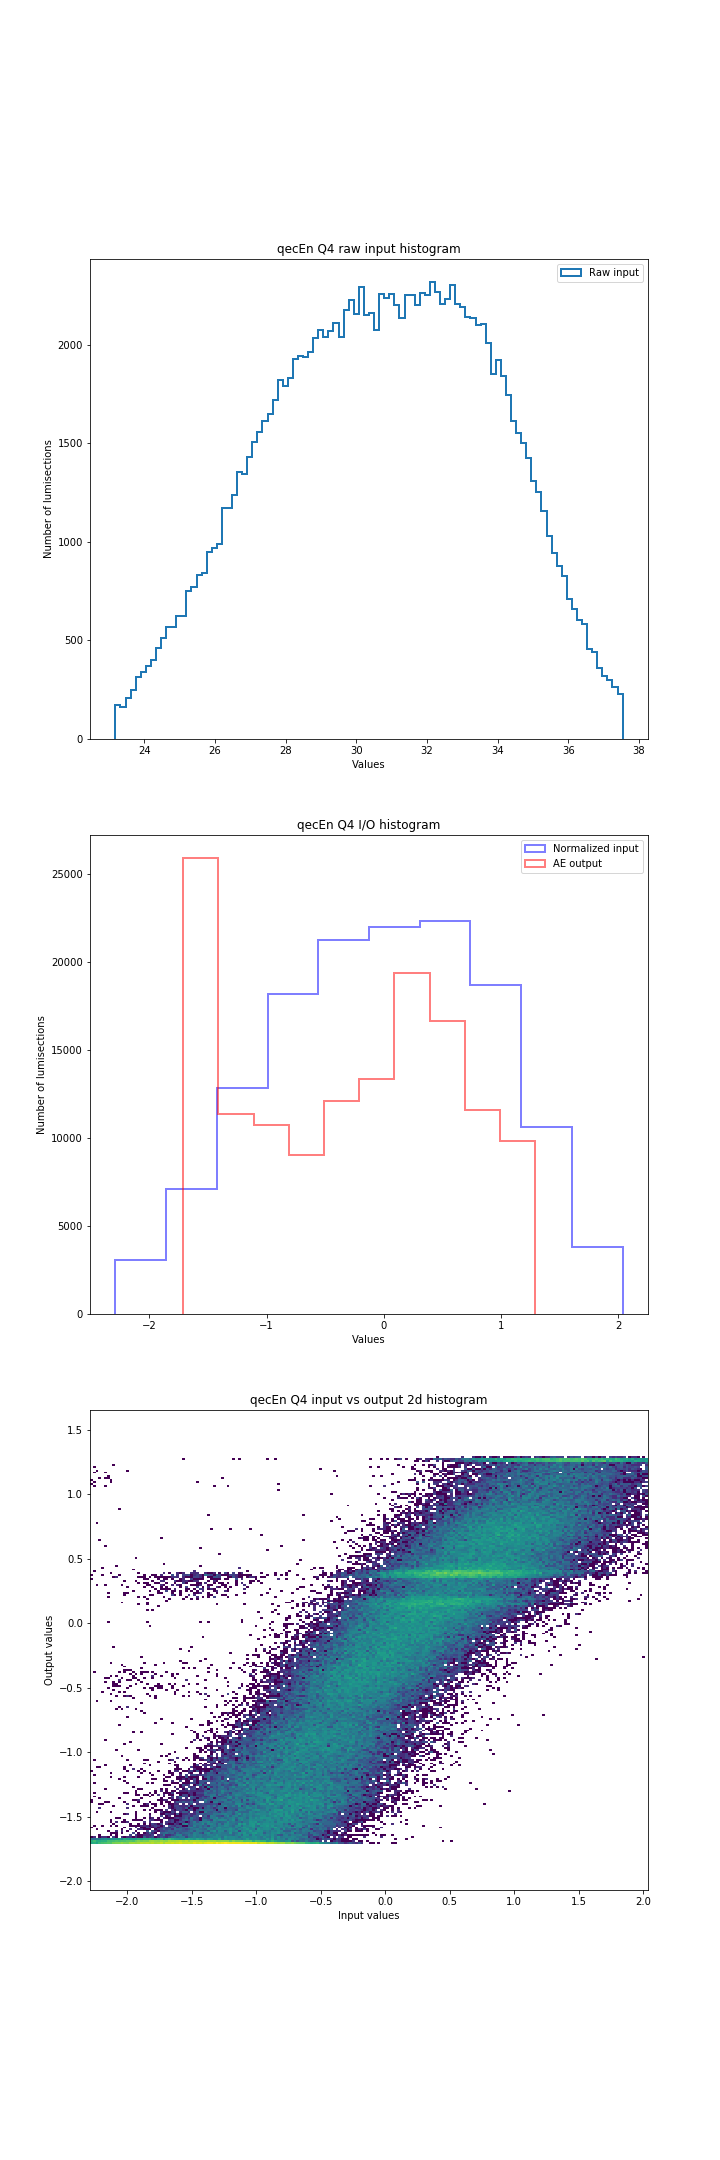 qecEn Q4 raw input histogram
Raw input
2000
1500
1000
500
0
Number of lumisections
24 26 28 30 32 34 36 38
Values
qecEn Q4 I/O histogram
Normalized input
AE output
25000
20000
15000
10000
5000
0
Number of lumisections
−2 −1 0 1 2
Values
qecEn Q4 input vs output 2d histogram
1.5
1.0
0.5
0.0
−0.5
−1.0
−1.5
−2.0
Output values
−2.0 −1.5 −1.0 −0.5 0.0 0.5 1.0 1.5 2.0
Input values